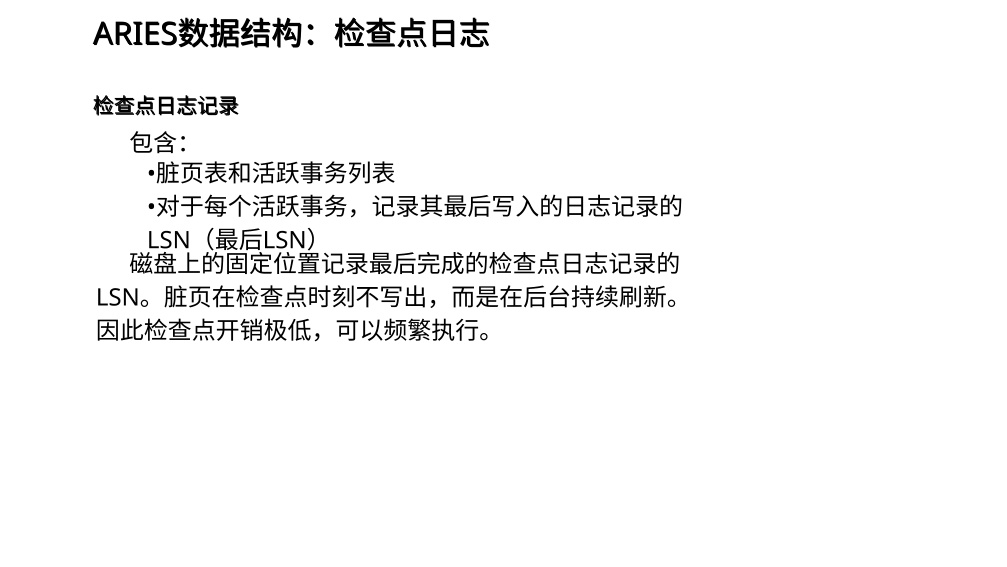 ARIES数据结构：检查点日志
检查点日志记录
包含：
•脏页表和活跃事务列表
•对于每个活跃事务，记录其最后写入的日志记录的
LSN（最后LSN）
磁盘上的固定位置记录最后完成的检查点日志记录的
LSN。脏页在检查点时刻不写出，而是在后台持续刷新。
因此检查点开销极低，可以频繁执行。